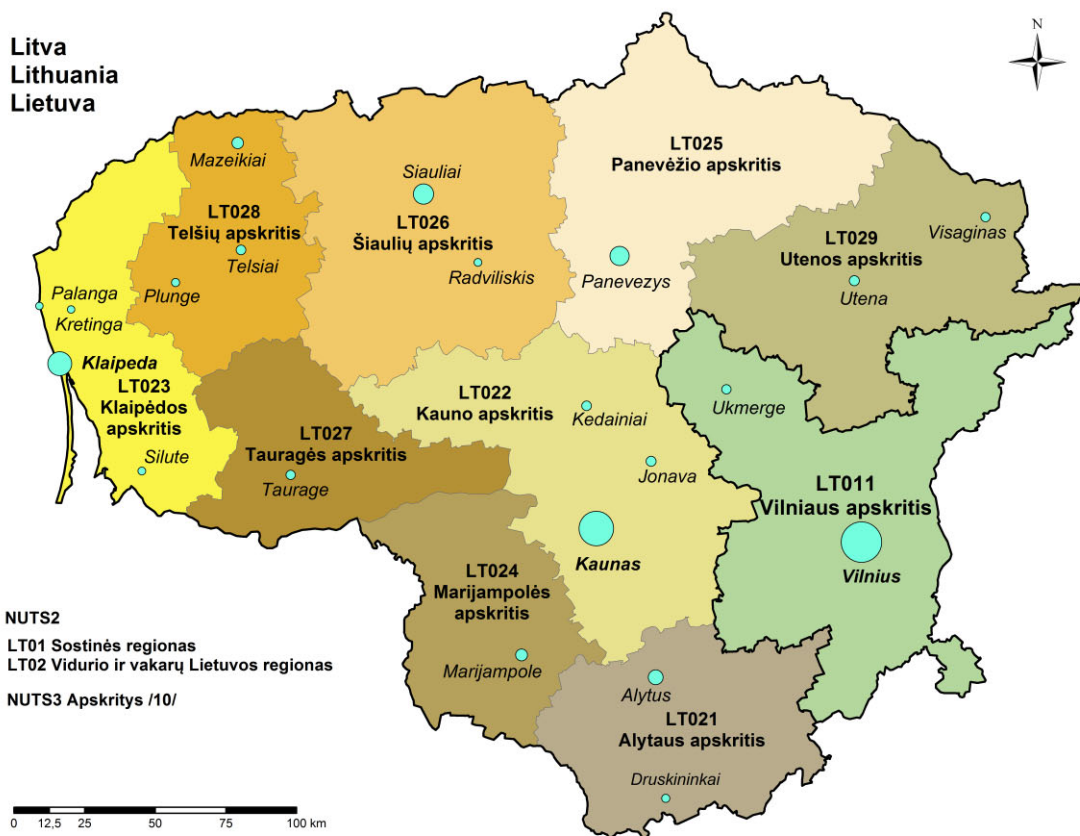 Litva
Lithuania
Lietuva
N
LT025
Panevėžio apskritis
Mazeikiai
Siauliai
LT028
Telšių apskritis
LT026
Šiaulių apskritis
Visaginas
LT029
Utenos apskritis
Telsiai
Radviliskis
Plunge
Panevezys
Utena
Palanga
Kretinga
Klaipeda
LT023
Klaipėdos
apskritis
LT022
Kauno apskritis
Kedainiai
Ukmerge
LT027
Tauragės apskritis
Silute
Taurage
Jonava
LT011
Vilniaus apskritis
Kaunas
Vilnius
LT024
Marijampolės
apskritis
Marijampole
Alytus
LT021
Alytaus apskritis
Druskininkai
NUTS2
LT01 Sostinės regionas
LT02 Vidurio ir vakarų Lietuvos regionas
NUTS3 Apskritys /10/
0 12,5 25 50 75 100 km